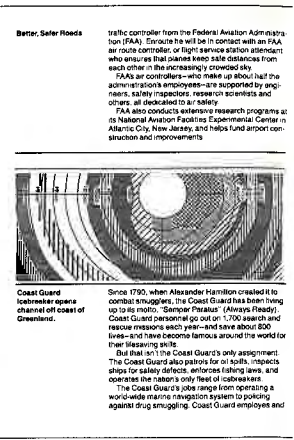 Better, Safer Roads
traffic controller from the Federal Aviation Administra-
tion (FAA). Enroute he will be in contact with an FAA
air route controller, or flight service station attendant
who ensures that planes keep safe distances from
each other in the increasingly crowded sky.
FAA's air controllers—who make up about half the
administration's employees—are supported by engi-
neers, safety inspectors, research scientists and
others, all dedicated to air safety.
FAA also conducts extensive research programs at
its National Aviation Facilities Experimental Center in
Atlantic City, New Jersey, and helps fund airport con-
struction and improvements
Coast Guard
Icebreaker opens
channel off coast of
Greenland.
Since 1790, when Alexander Hamilton created it to
combat smugglers, the Coast Guard has been living
up to its motto, "Semper Paratus" (Always Ready).
Coast Guard personnel go out on 1,700 search and
rescue missions each year—and save about 800
lives—and have become famous around the world for
their lifesaving skills.
But that isn't the Coast Guard's only assignment.
The Coast Guard also patrols for oil spills, inspects
ships for safety defects, enforces fishing laws, and
operates the nation's only fleet of icebreakers.
The Coast Guard's jobs range from operating a
world-wide marine navigation system to policing
against drug smuggling. Coast Guard employs and